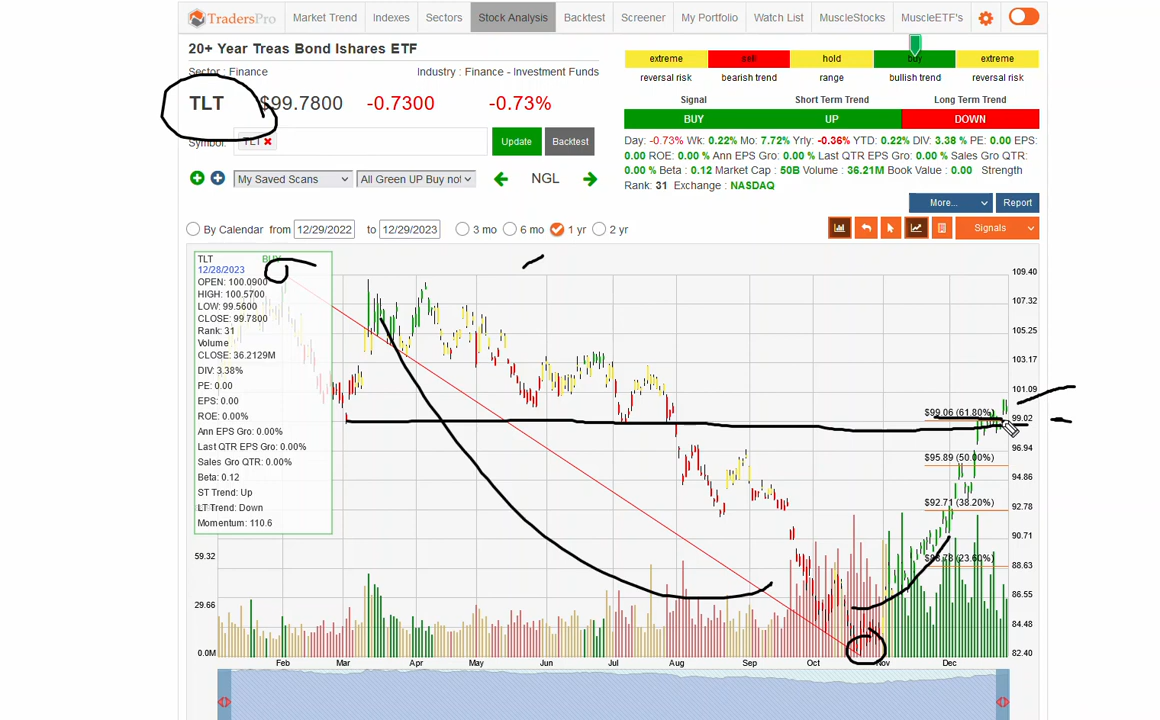 TradersPro Market Trend Indexes Sectors Stock Analysis Backtest Screener My Portfolio Watch List MuscleStocks MuscleETF's
20+ Year Treas Bond Ishares ETF
Sector : Finance Industry : Finance - Investment Funds
TLT $99.7800 -0.7300 -0.73%
Symbol: TLT Update Backtest
My Saved Scans All Green UP Buy not NGL
extreme sell hold buy extreme
reversal risk bearish trend range bullish trend reversal risk
Signal Short Term Trend Long Term Trend
BUY UP DOWN
Day: -0.73% Wk: 0.22% Mo: 7.72% Yrly: -0.36% YTD: 0.22% DIV: 3.38 % PE: 0.00 EPS:
0.00 ROE: 0.00 % Ann EPS Gro: 0.00 % Last QTR EPS Gro: 0.00 % Sales Gro QTR:
0.00 % Beta : 0.12 Market Cap : 50B Volume : 36.21M Book Value : 0.00 Strength
Rank: 31 Exchange : NASDAQ
More... Report
By Calendar from 12/29/2022 to 12/29/2023 3 mo 6 mo 1 yr 2 yr Signals
TLT BUY
12/28/2023
OPEN: 100.0900
HIGH: 100.5700
LOW: 99.5600
CLOSE: 99.7800
Rank: 31
Volume
CLOSE: 36.2129M
DIV: 3.38%
PE: 0.00
EPS: 0.00
ROE: 0.00%
Ann EPS Gro: 0.00%
Last QTR EPS Gro: 0.00%
Sales Gro QTR: 0.00%
Beta: 0.12
ST Trend: Up
LT Trend: Down
Momentum: 110.6
109.40
107.32
105.25
103.17
101.09
$99.06 (61.80%) 99.02
96.94
$95.89 (50.00%)
94.86
$92.71 (38.20%) 92.78
90.71
59.32 88.63
86.55
29.66
84.48
0.0M 82.40
Feb Mar Apr May Jun Jul Aug Sep Oct Nov Dec